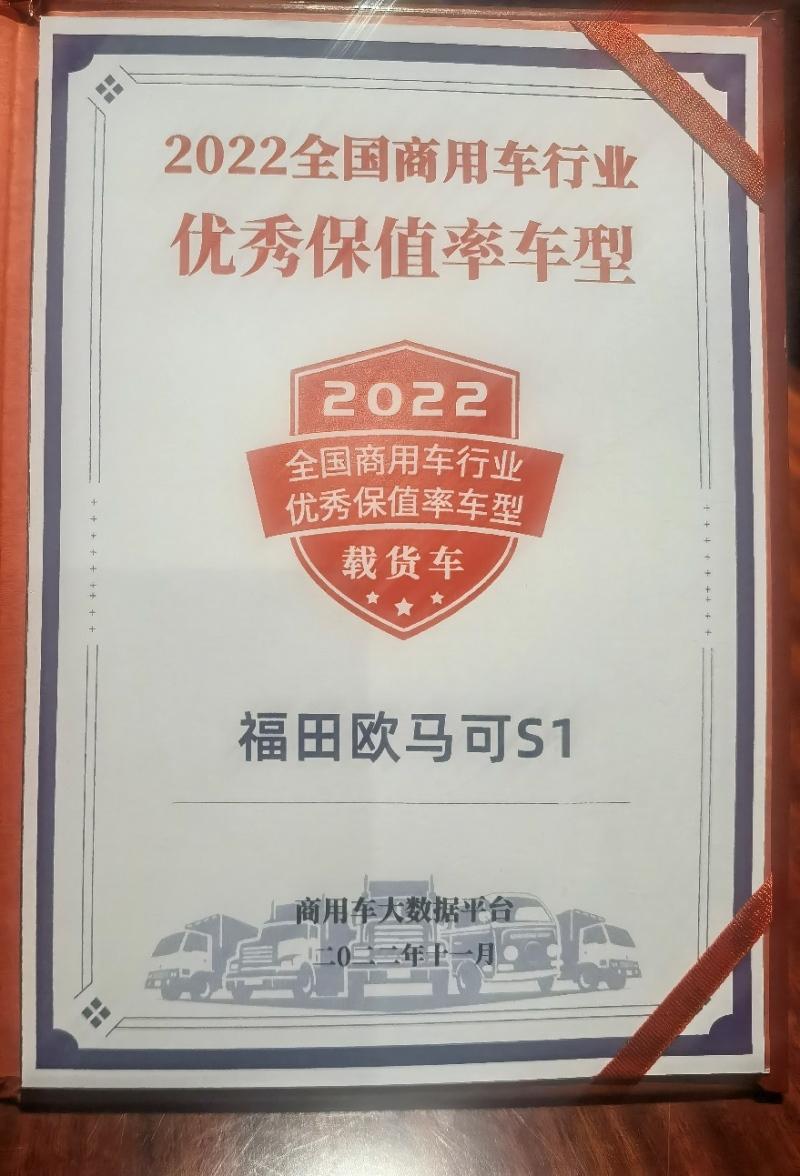 2022全国商用车行业
优秀保值率车型
2022
全国商用车行业
优秀保值率车型
载货车
福田欧马可S1
商用车大数据平台
二〇二二年十一月